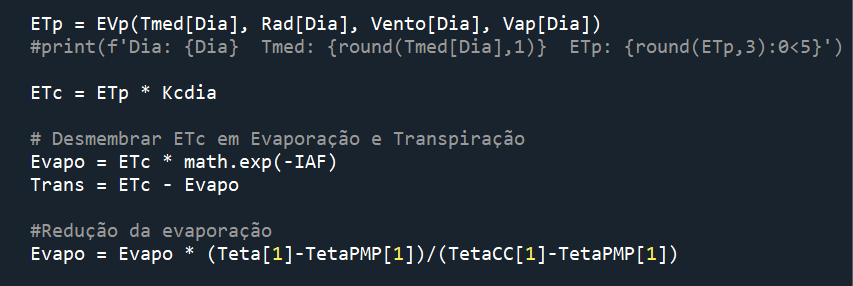 ETp = EVp(Tmed[Dia], Rad[Dia], Vento[Dia], Vap[Dia])
#print(f'Dia: {Dia}  Tmed: {round(Tmed[Dia],1)}  ETp: {round(ETp,3):0<5}')
ETc = ETp * Kcdia
# Desmembrar ETc em Evaporação e Transpiração
Evapo = ETc * math.exp(-IAF)
Trans = ETc - Evapo
#Redução da evaporação
Evapo = Evapo * (Teta[1]-TetaPMP[1])/(TetaCC[1]-TetaPMP[1])